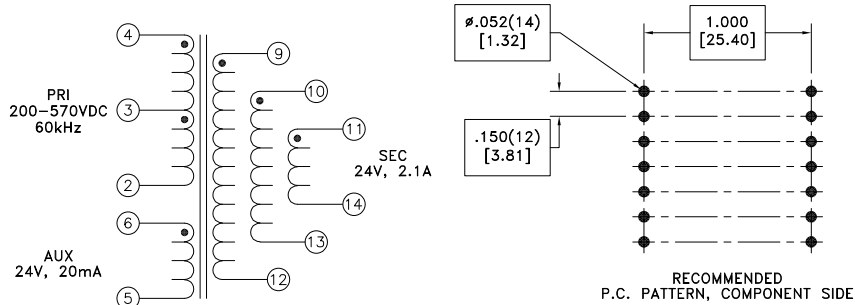 4
PRI
200-570VDC
60kHz
3
2
6
AUX
24V, 20mA
5
9
10
11
SEC
24V, 2.1A
14
13
12
ø.052(14)
[1.32]
1.000
[25.40]
.150(12)
[3.81]
RECOMMENDED
P.C. PATTERN, COMPONENT SIDE